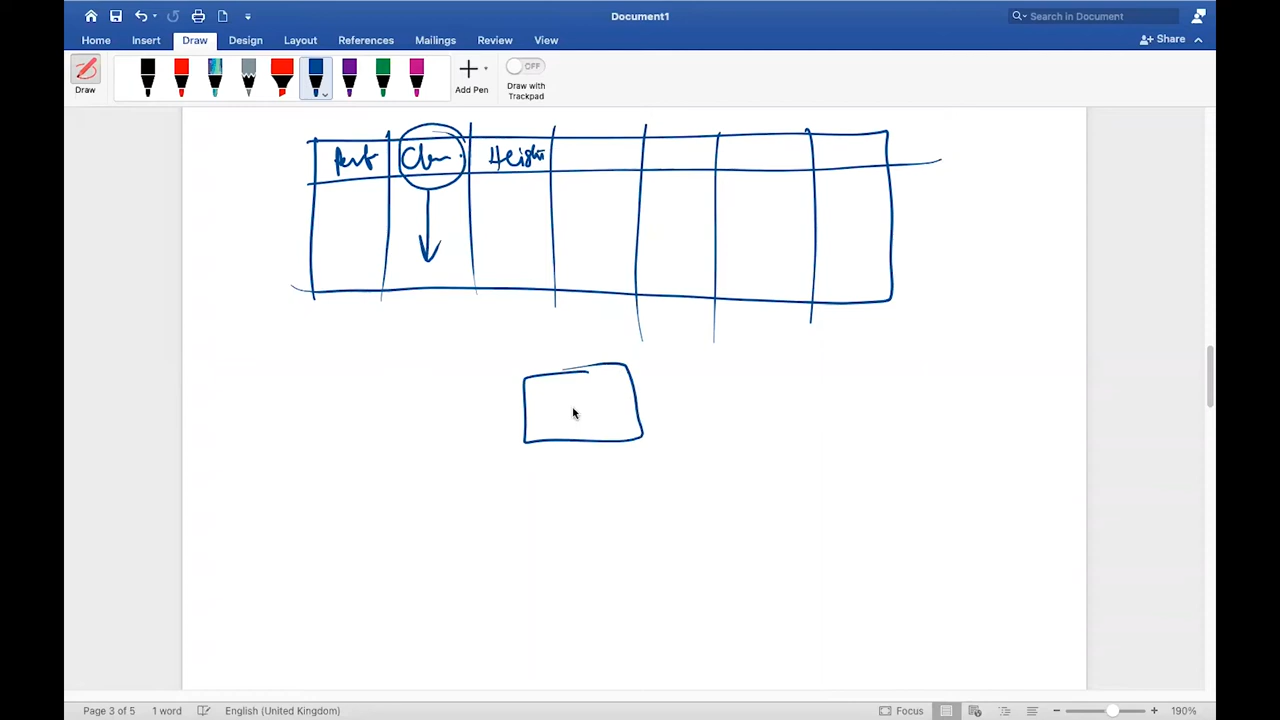 Document1
Search in Document
Home Insert Draw Design Layout References Mailings Review View
Share
OFF
Draw
Add Pen
Draw with
Trackpad
Height
Page 3 of 5 1 word English (United Kingdom) Focus 190%